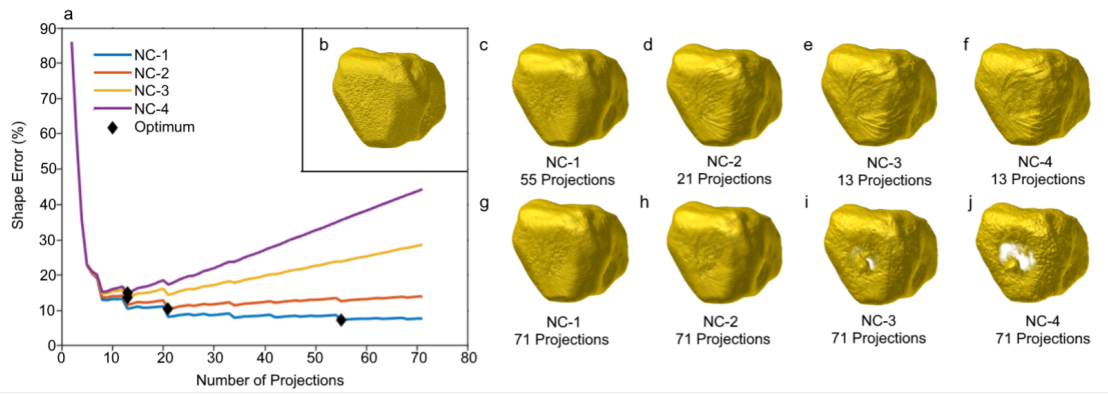 a
90
80
70
60
50
40
30
20
10
0
Shape Error (%)
NC-1
NC-2
NC-3
NC-4
Optimum
0 10 20 30 40 50 60 70 80
Number of Projections
b
c
d
e
f
NC-1
55 Projections
NC-2
21 Projections
NC-3
13 Projections
NC-4
13 Projections
g
h
i
j
NC-1
71 Projections
NC-2
71 Projections
NC-3
71 Projections
NC-4
71 Projections